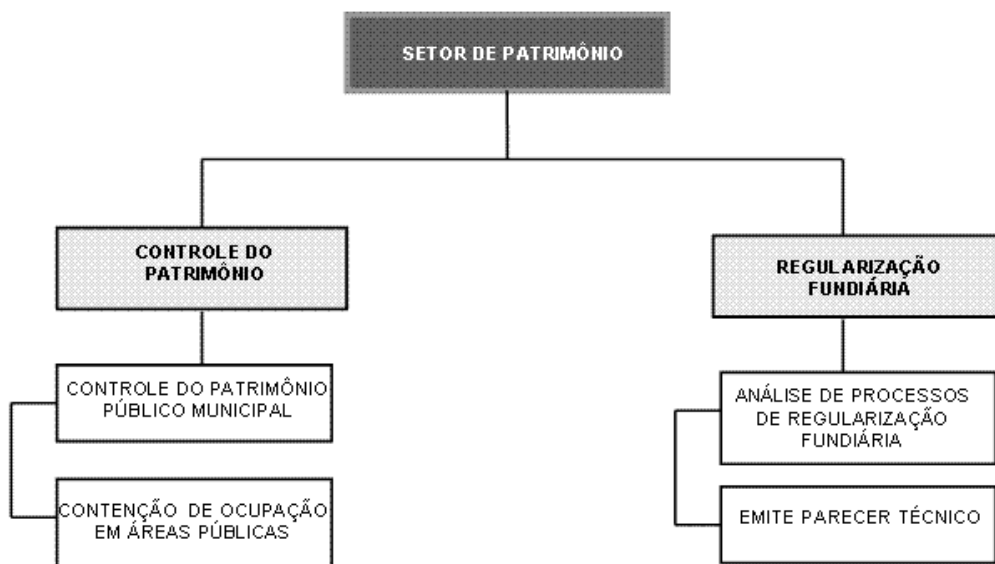 SETOR DE PATRIMÔNIO
CONTROLE DO
PATRIMÔNIO
CONTROLE DO PATRIMÔNIO
PÚBLICO MUNICIPAL
CONTENÇÃO DE OCUPAÇÃO
EM ÁREAS PÚBLICAS
REGULARIZAÇÃO
FUNDIÁRIA
ANÁLISE DE PROCESSOS
DE REGULARIZAÇÃO
FUNDIÁRIA
EMITE PARECER TÉCNICO